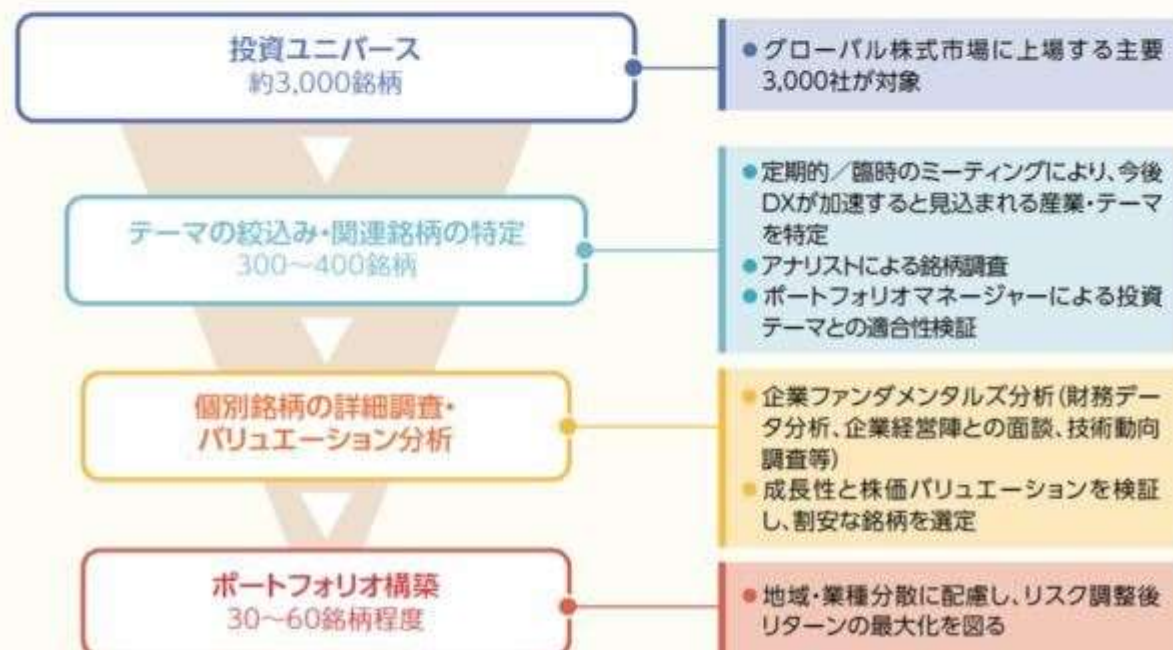 投資ユニバース
約3,000銘柄
●グローバル株式市場に上場する主要
3,000社が対象
テーマの絞込み・関連銘柄の特定
300〜400銘柄
●定期的／臨時のミーティングにより、今後
DXが加速すると見込まれる産業・テーマ
を特定
●アナリストによる銘柄調査
●ポートフォリオマネージャーによる投資
テーマとの適合性検証
個別銘柄の詳細調査・
バリュエーション分析
●企業ファンダメンタルズ分析（財務デー
タ分析、企業経営陣との面談、技術動向
調査等）
●成長性と株価バリュエーションを検証
し、割安な銘柄を選定
ポートフォリオ構築
30〜60銘柄程度
●地域・業種分散に配慮し、リスク調整後
リターンの最大化を図る